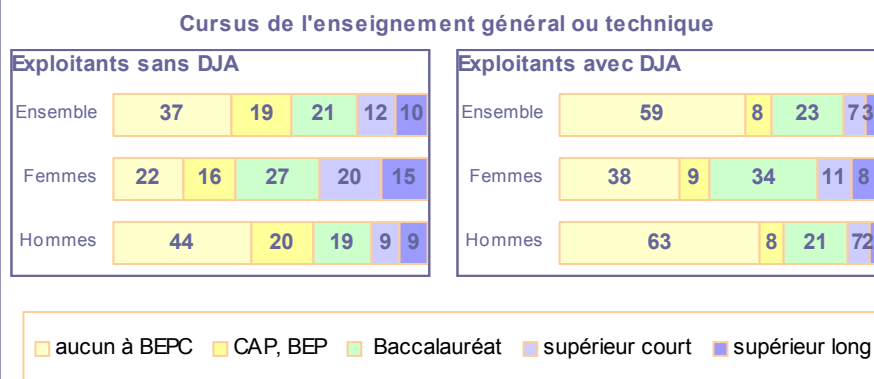 Cursus de l'enseignement général ou technique
Exploitants sans DJA
Ensemble 37 19 21 12 10
Femmes 22 16 27 20 15
Hommes 44 20 19 9 9
Exploitants avec DJA
Ensemble 59 8 23 7 3
Femmes 38 9 34 11 8
Hommes 63 8 21 7 2
aucun à BEPC CAP, BEP Baccalauréat supérieur court supérieur long